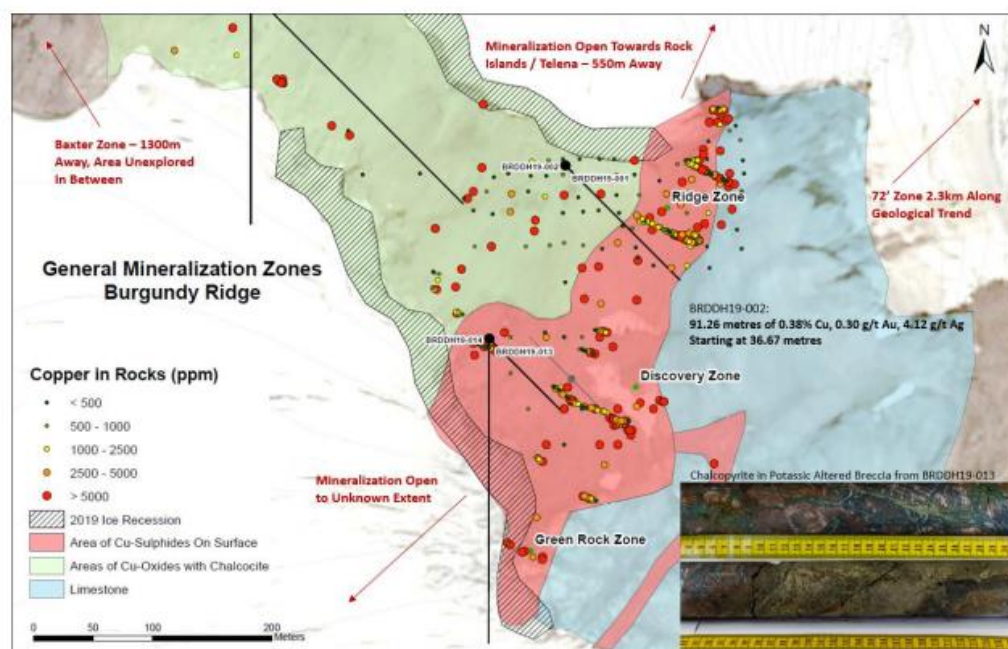 Mineralization Open Towards Rock
Islands / Telena – 550m Away
N
Baxter Zone – 1300m
Away, Area Unexplored
In Between
BRDDH19-002
BRDDH19-001
Ridge Zone
72' Zone 2.3km Along
Geological Trend
General Mineralization Zones
Burgundy Ridge
BRDDH19-002:
91.26 metres of 0.38% Cu, 0.30 g/t Au, 4.12 g/t Ag
Starting at 36.67 metres
BRDDH19-014
BRDDH19-013
Discovery Zone
Copper in Rocks (ppm)
< 500
500 - 1000
1000 - 2500
2500 - 5000
> 5000
2019 Ice Recession
Area of Cu-Sulphides On Surface
Areas of Cu-Oxides with Chalcocite
Limestone
Mineralization Open
to Unknown Extent
Chalcopyrite in Potassic Altered Breccia from BRDDH19-013
Green Rock Zone
0 50 100 200
Meters